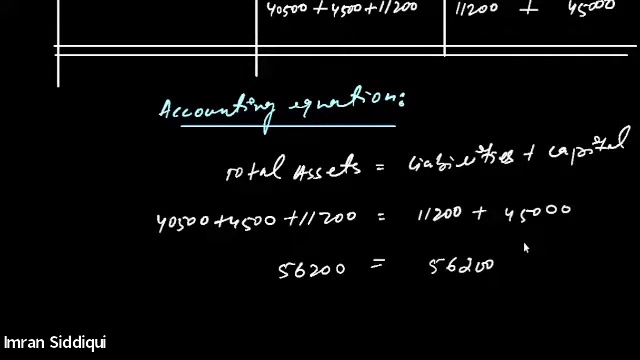 40500 + 4500 + 11200 11200 + 45000
Accounting equation:
Total Assets = Liabilities + Capital
40500 + 4500 + 11200 = 11200 + 45000
56200 = 56200
Imran Siddiqui